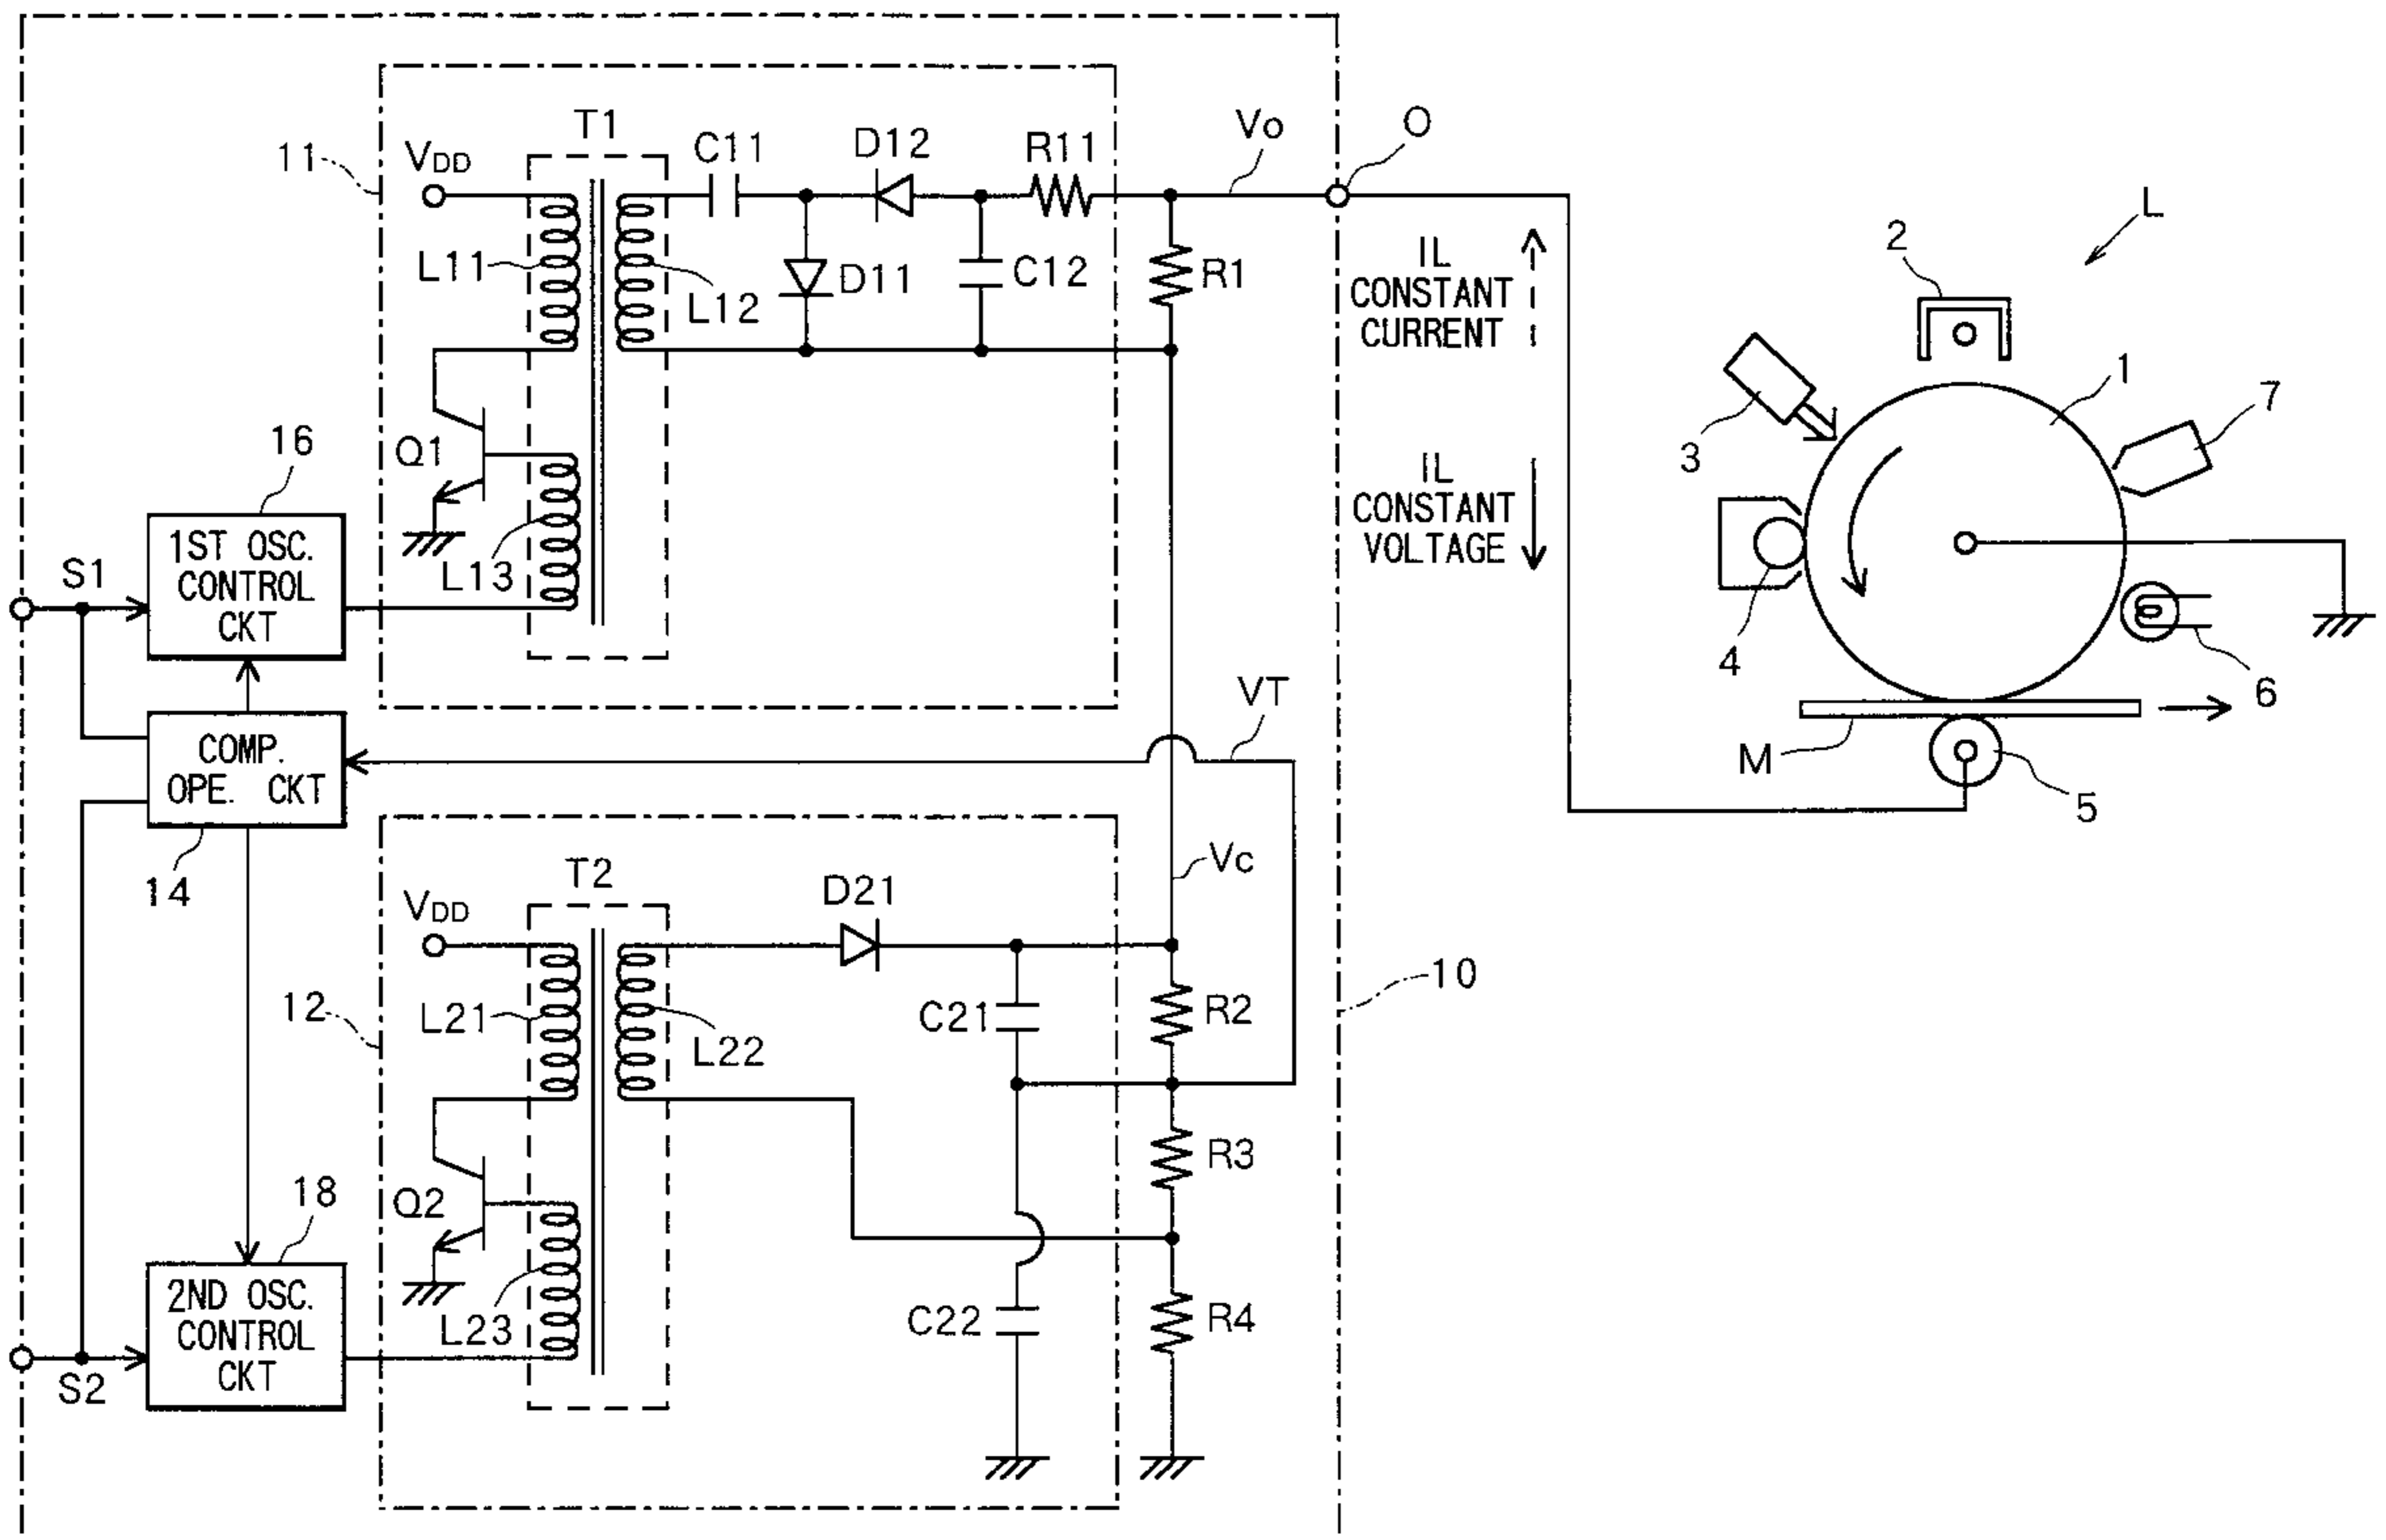 T1
C11
D12
R11
Vo
O
11
VDD
L
2
L11
L12
D11
C12
R1
IL
CONSTANT
CURRENT
1
7
3
16
Q1
IL
CONSTANT
VOLTAGE
S1
1ST OSC.
CONTROL
CKT
L13
4
6
VT
COMP.
OPE. CKT
M
5
14
T2
VDD
D21
Vc
10
12
L21
L22
C21
R2
R3
18
Q2
2ND OSC.
CONTROL
CKT
L23
C22
R4
S2